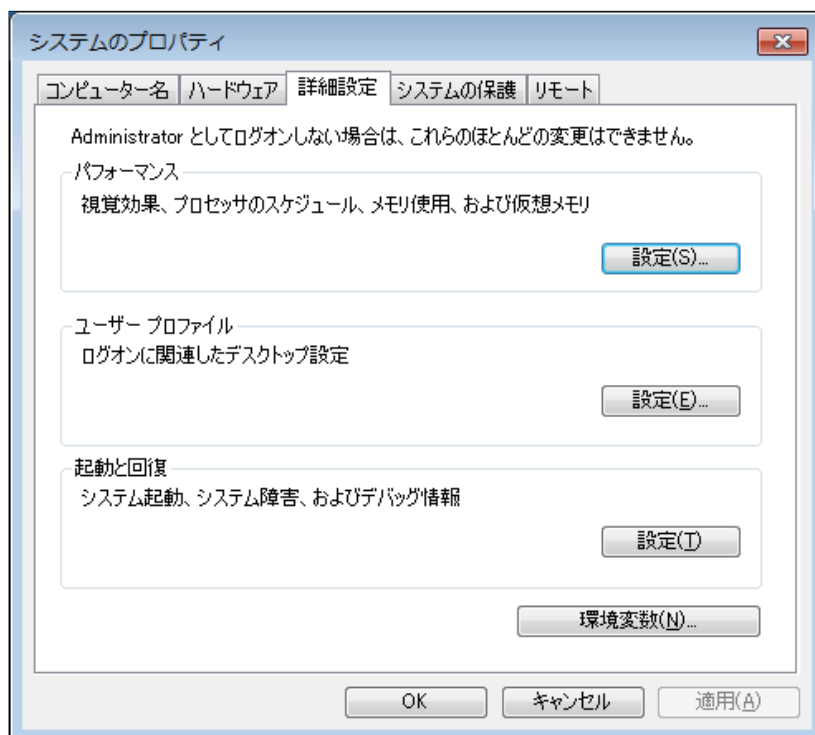 システムのプロパティ
コンピューター名 ハードウェア 詳細設定 システムの保護 リモート
Administrator としてログオンしない場合は、これらのほとんどの変更はできません。
パフォーマンス
視覚効果、プロセッサのスケジュール、メモリ使用、および仮想メモリ
設定(S)...
ユーザー プロファイル
ログオンに関連したデスクトップ設定
設定(E)...
起動と回復
システム起動、システム障害、およびデバッグ情報
設定(T)
環境変数(N)...
OK キャンセル 適用(A)